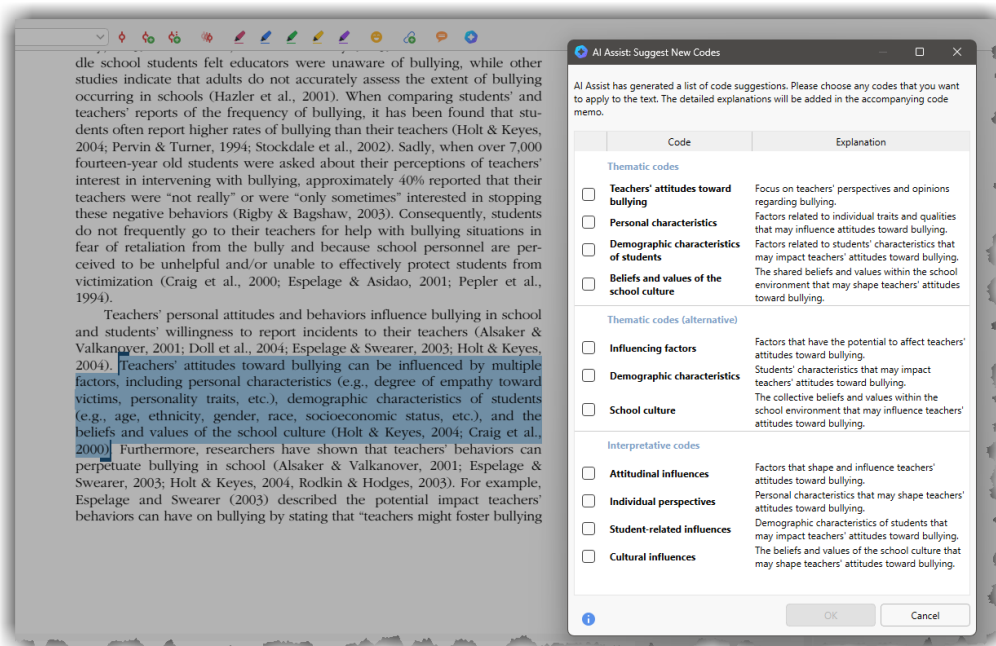 dle school students felt educators were unaware of bullying, while other
studies indicate that adults do not accurately assess the extent of bullying
occurring in schools (Hazler et al., 2001). When comparing students' and
teachers' reports of the frequency of bullying, it has been found that stu-
dents often report higher rates of bullying than their teachers (Holt & Keyes,
2004; Pervin & Turner, 1994; Stockdale et al., 2002). Sadly, when over 7,000
fourteen-year old students were asked about their perceptions of teachers'
interest in intervening with bullying, approximately 40% reported that their
teachers were “not really” or were “only sometimes” interested in stopping
these negative behaviors (Rigby & Bagshaw, 2003). Consequently, students
do not frequently go to their teachers for help with bullying situations in
fear of retaliation from the bully and because school personnel are per-
ceived to be unhelpful and/or unable to effectively protect students from
victimization (Craig et al., 2000; Espelage & Asidao, 2001; Pepler et al.,
1994).
Teachers' personal attitudes and behaviors influence bullying in school
and students' willingness to report incidents to their teachers (Alsaker &
Valkanover, 2001; Doll et al., 2004; Espelage & Swearer, 2003; Holt & Keyes,
2004). Teachers' attitudes toward bullying can be influenced by multiple
factors, including personal characteristics (e.g., degree of empathy toward
victims, personality traits, etc.), demographic characteristics of students
(e.g., age, ethnicity, gender, race, socioeconomic status, etc.), and the
beliefs and values of the school culture (Holt & Keyes, 2004; Craig et al.,
2000). Furthermore, researchers have shown that teachers' behaviors can
perpetuate bullying in school (Alsaker & Valkanover, 2001; Espelage &
Swearer, 2003; Holt & Keyes, 2004, Rodkin & Hodges, 2003). For example,
Espelage and Swearer (2003) described the potential impact teachers'
behaviors can have on bullying by stating that “teachers might foster bullying
AI Assist: Suggest New Codes
AI Assist has generated a list of code suggestions. Please choose any codes that you want
to apply to the text. The detailed explanations will be added in the accompanying code
memo.
Code Explanation
Thematic codes
Teachers' attitudes toward
bullying
Focus on teachers' perspectives and opinions
regarding bullying.
Personal characteristics
Factors related to individual traits and qualities
that may influence attitudes toward bullying.
Demographic characteristics
of students
Factors related to students' characteristics that
may impact teachers' attitudes toward bullying.
Beliefs and values of the
school culture
The shared beliefs and values within the school
environment that may shape teachers' attitudes
toward bullying.
Thematic codes (alternative)
Influencing factors
Factors that have the potential to affect teachers'
attitudes toward bullying.
Demographic characteristics
Students' characteristics that may impact
teachers' attitudes toward bullying.
School culture
The collective beliefs and values within the
school environment that may influence teachers'
attitudes toward bullying.
Interpretative codes
Attitudinal influences
Factors that shape and influence teachers'
attitudes toward bullying.
Individual perspectives
Personal characteristics that may shape teachers'
attitudes toward bullying.
Student-related influences
Demographic characteristics of students that
may impact teachers' attitudes toward bullying.
Cultural influences
The beliefs and values of the school culture that
may shape teachers' attitudes toward bullying.
OK Cancel